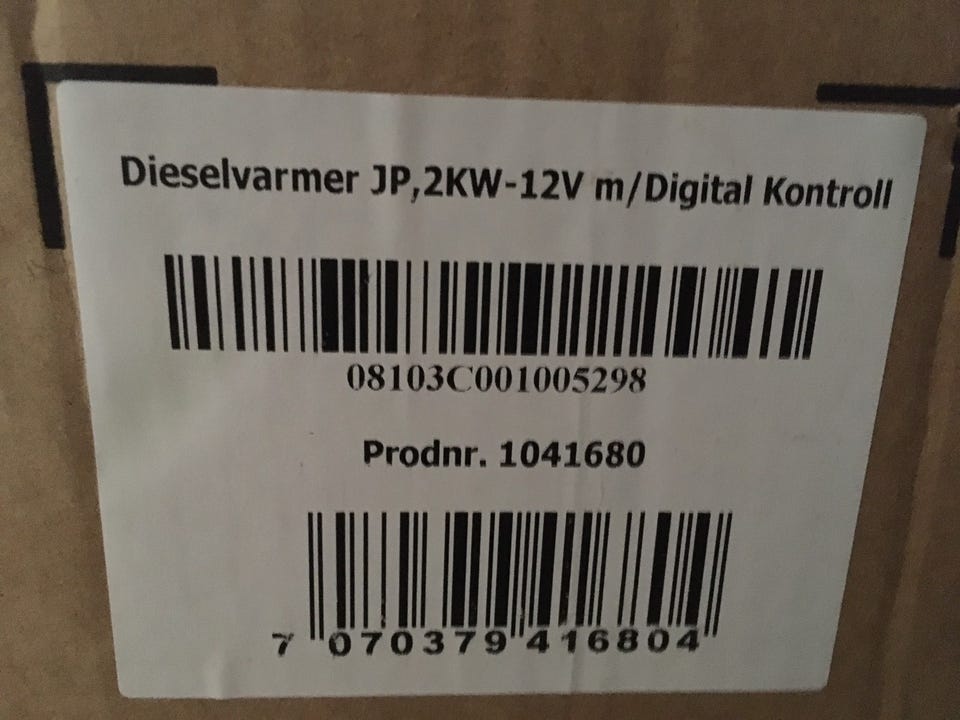 Dieselvarmer JP,2KW-12V m/Digital Kontroll
08103C001005298
Prodnr. 1041680
7 070379 416804